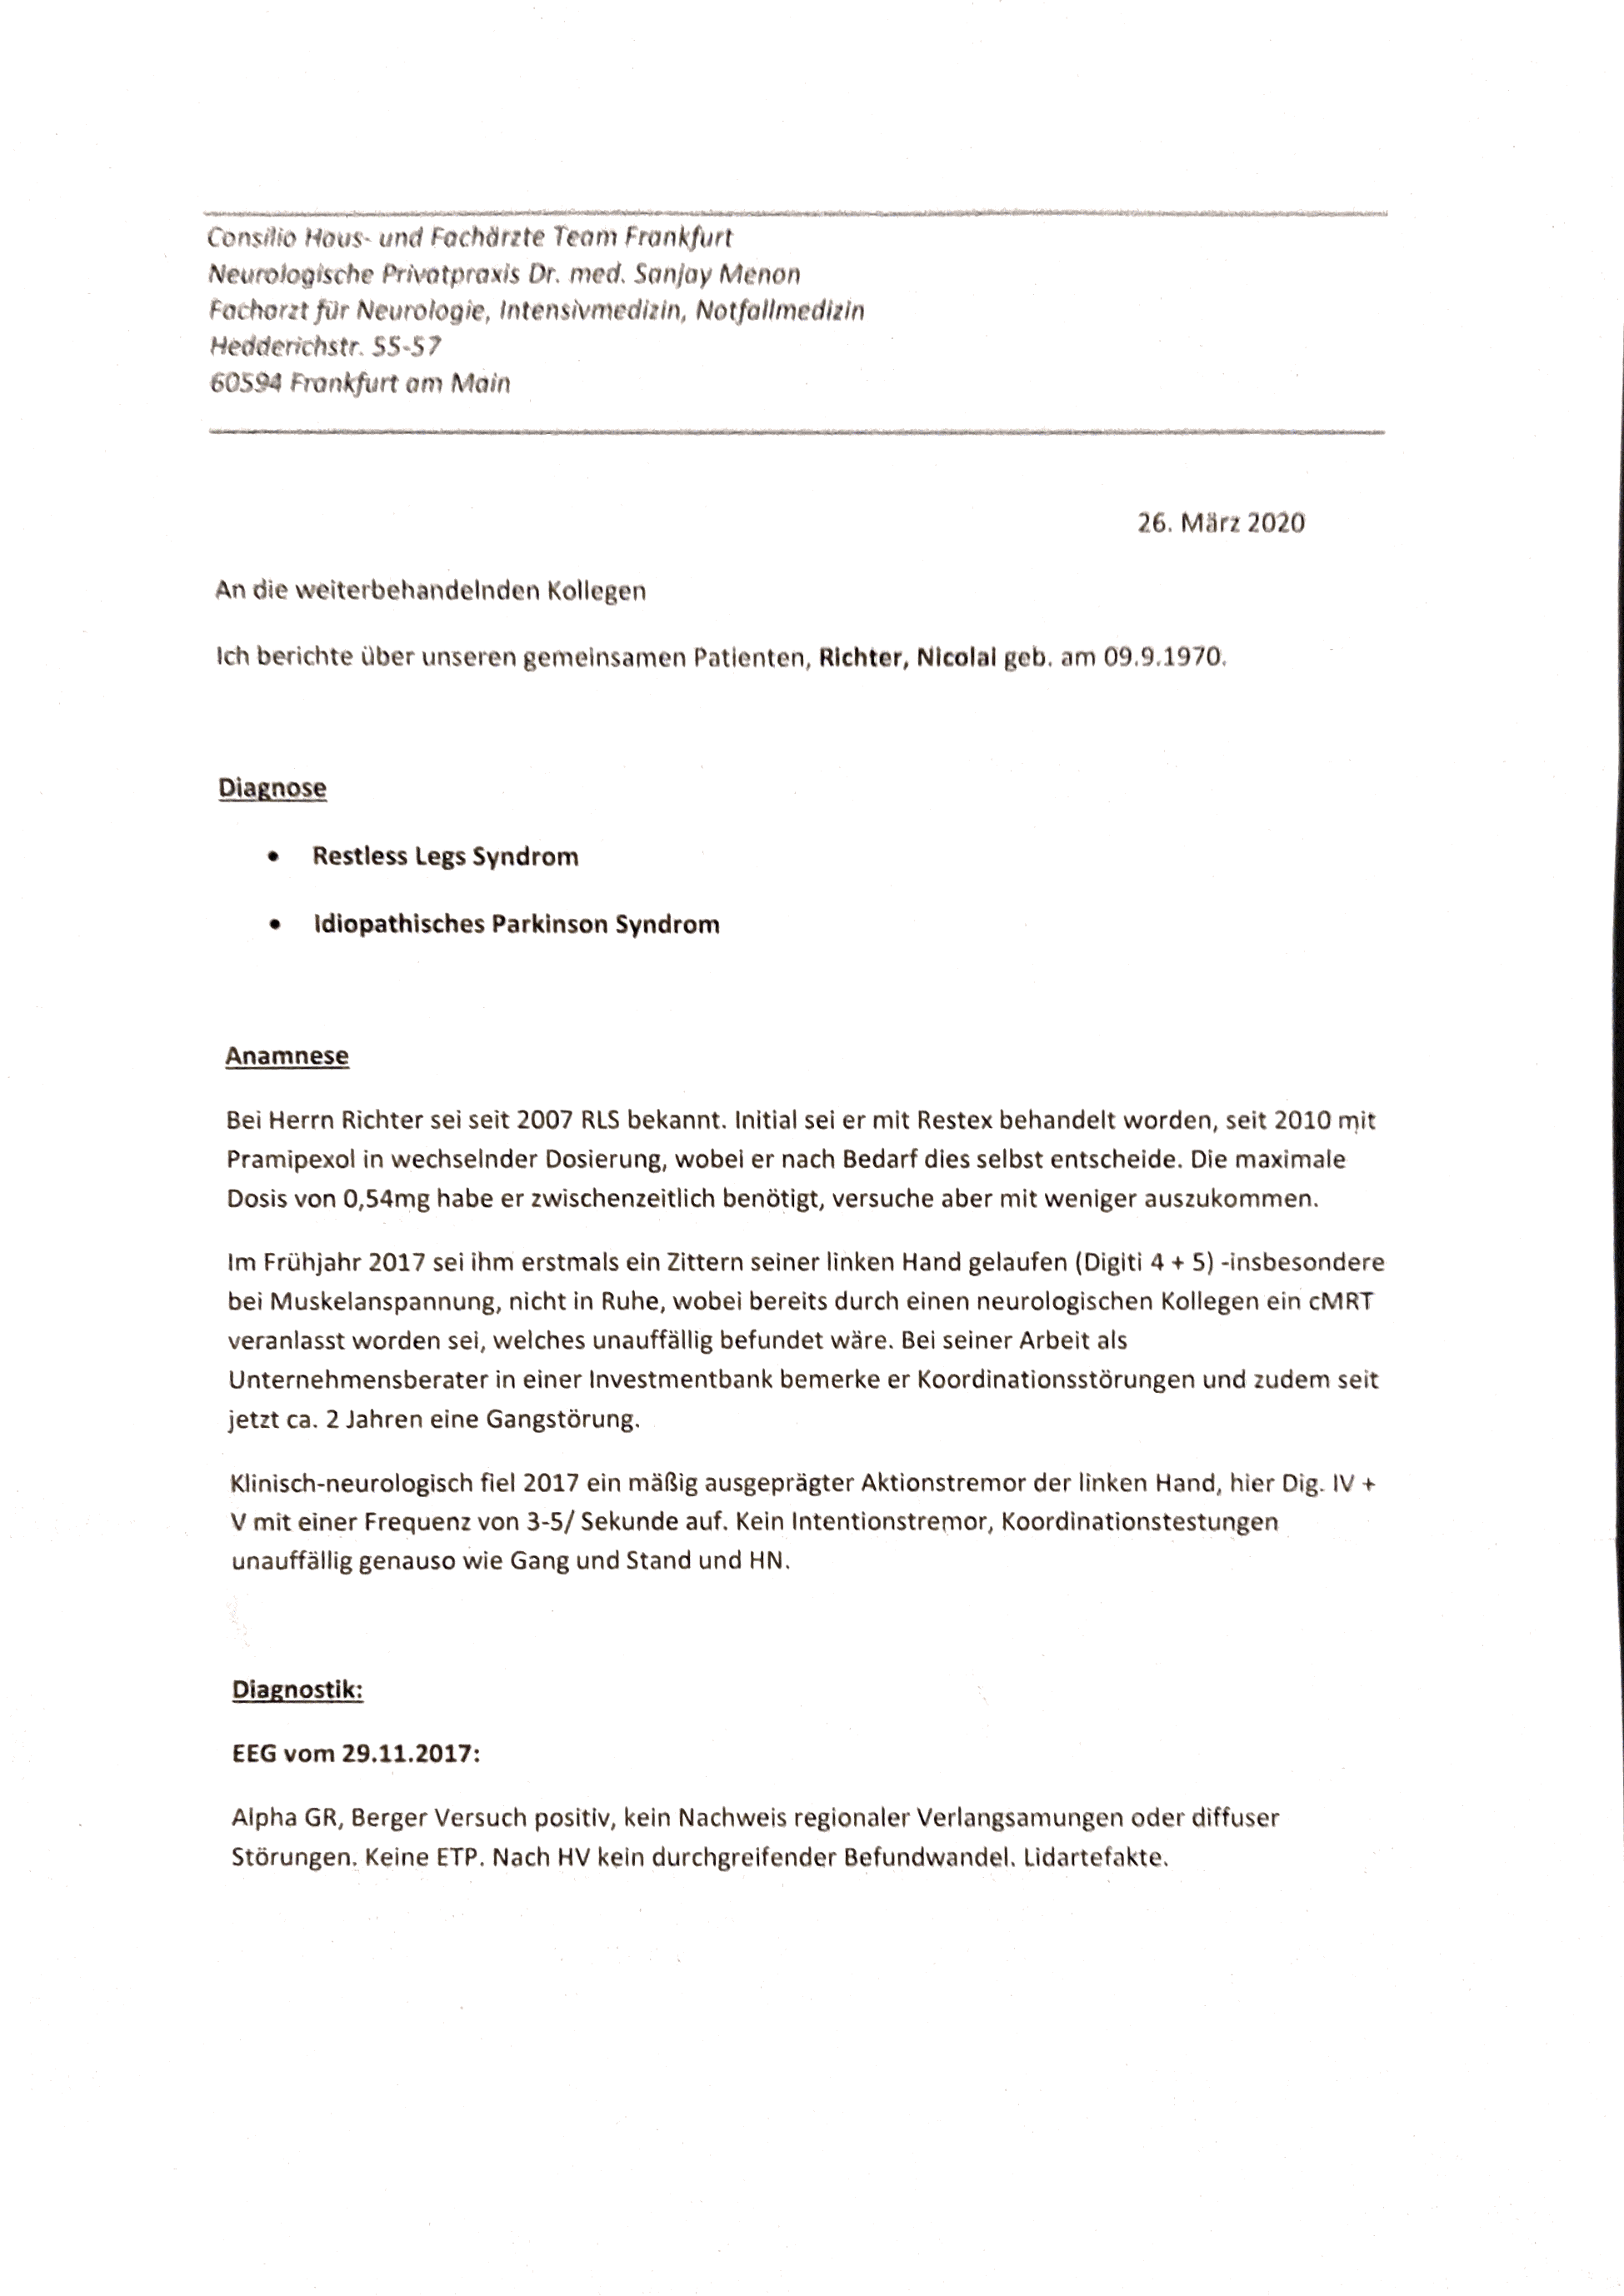 Consilio Haus- und Fachärzte Team Frankfurt
Neurologische Privatpraxis Dr. med. Sanjay Menon
Facharzt für Neurologie, Intensivmedizin, Notfallmedizin
Hedderichstr. 55-57
60594 Frankfurt am Main
26. März 2020
An die weiterbehandelnden Kollegen
Ich berichte über unseren gemeinsamen Patienten, Richter, Nicolai geb. am 09.9.1970.
Diagnose
• Restless Legs Syndrom
• Idiopathisches Parkinson Syndrom
Anamnese
Bei Herrn Richter sei seit 2007 RLS bekannt. Initial sei er mit Restex behandelt worden, seit 2010 mit
Pramipexol in wechselnder Dosierung, wobei er nach Bedarf dies selbst entscheide. Die maximale
Dosis von 0,54mg habe er zwischenzeitlich benötigt, versuche aber mit weniger auszukommen.
Im Frühjahr 2017 sei ihm erstmals ein Zittern seiner linken Hand gelaufen (Digiti 4 + 5) -insbesondere
bei Muskelanspannung, nicht in Ruhe, wobei bereits durch einen neurologischen Kollegen ein cMRT
veranlasst worden sei, welches unauffällig befundet wäre. Bei seiner Arbeit als
Unternehmensberater in einer Investmentbank bemerke er Koordinationsstörungen und zudem seit
jetzt ca. 2 Jahren eine Gangstörung.
Klinisch-neurologisch fiel 2017 ein mäßig ausgeprägter Aktionstremor der linken Hand, hier Dig. IV +
V mit einer Frequenz von 3-5/ Sekunde auf. Kein Intentionstremor, Koordinationstestungen
unauffällig genauso wie Gang und Stand und HN.
Diagnostik:
EEG vom 29.11.2017:
Alpha GR, Berger Versuch positiv, kein Nachweis regionaler Verlangsamungen oder diffuser
Störungen. Keine ETP. Nach HV kein durchgreifender Befundwandel. Lidartefakte.